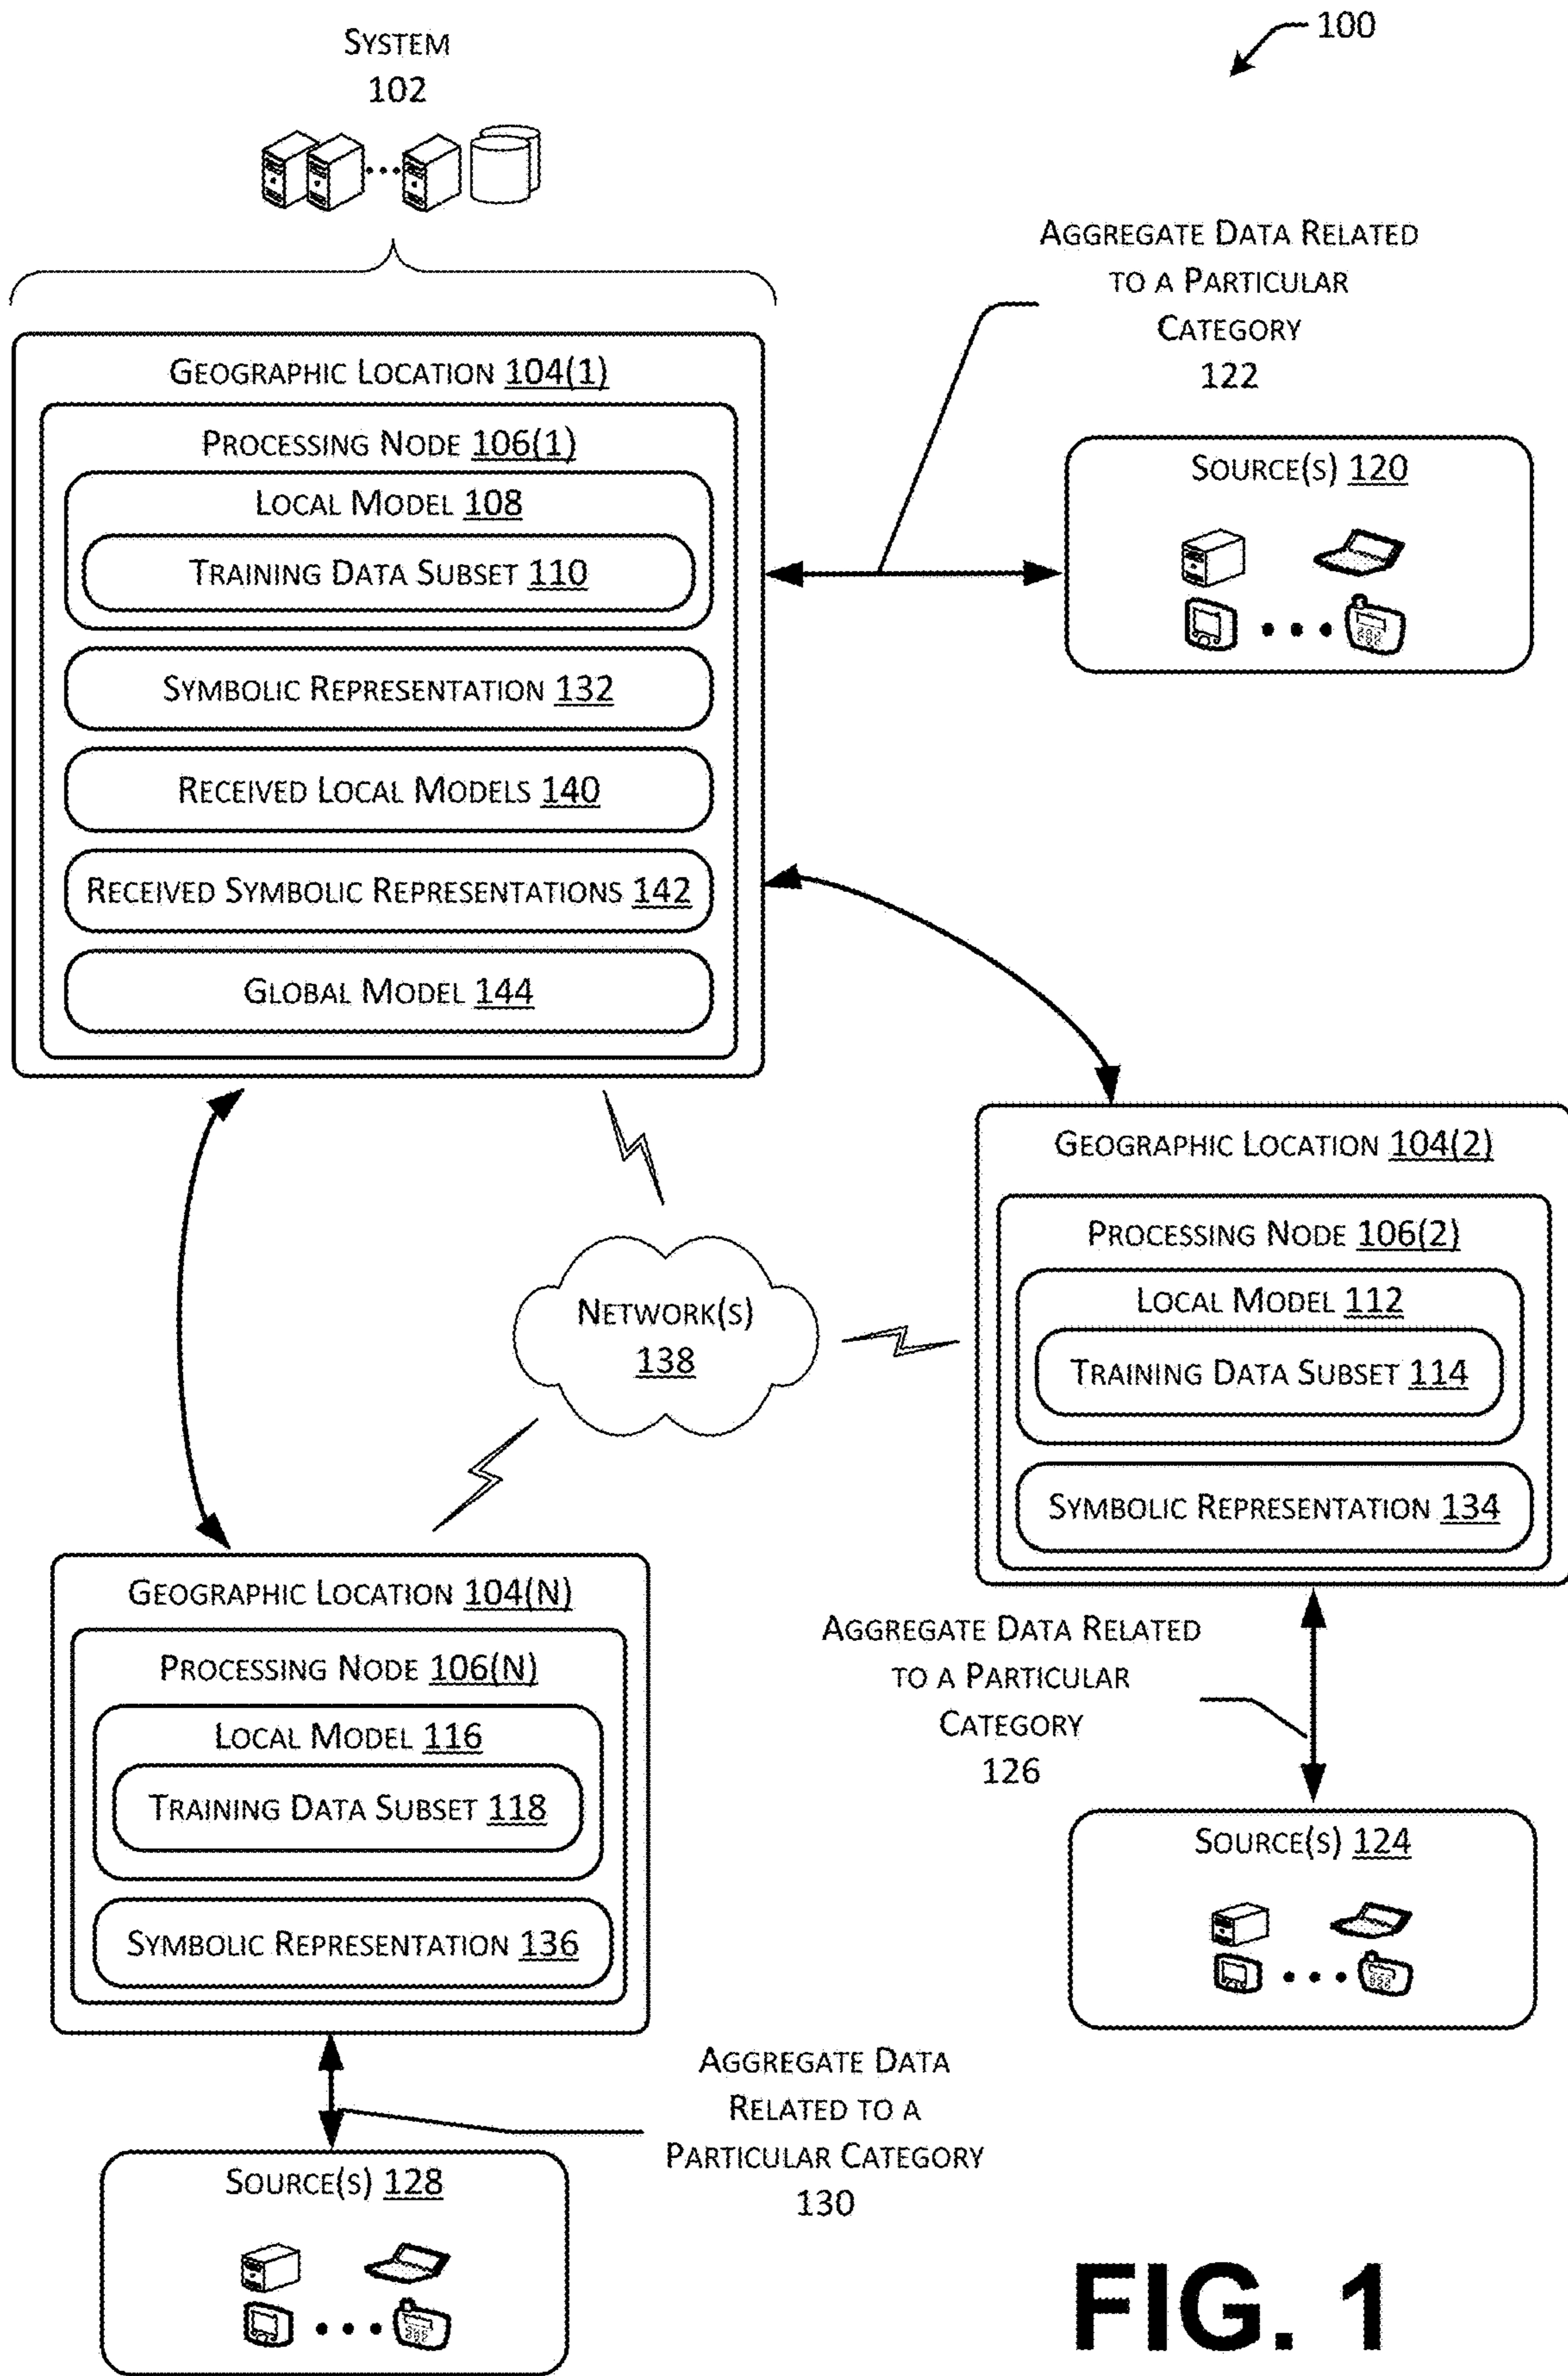 100
SYSTEM
102
AGGREGATE DATA RELATED
TO A PARTICULAR
CATEGORY
122
GEOGRAPHIC LOCATION 104(1)
PROCESSING NODE 106(1)
LOCAL MODEL 108
TRAINING DATA SUBSET 110
SYMBOLIC REPRESENTATION 132
RECEIVED LOCAL MODELS 140
RECEIVED SYMBOLIC REPRESENTATIONS 142
GLOBAL MODEL 144
SOURCE(S) 120
GEOGRAPHIC LOCATION 104(2)
PROCESSING NODE 106(2)
LOCAL MODEL 112
TRAINING DATA SUBSET 114
SYMBOLIC REPRESENTATION 134
NETWORK(S)
138
GEOGRAPHIC LOCATION 104(N)
PROCESSING NODE 106(N)
LOCAL MODEL 116
TRAINING DATA SUBSET 118
SYMBOLIC REPRESENTATION 136
AGGREGATE DATA RELATED
TO A PARTICULAR
CATEGORY
126
SOURCE(S) 124
AGGREGATE DATA
RELATED TO A
PARTICULAR CATEGORY
130
SOURCE(S) 128
FIG. 1